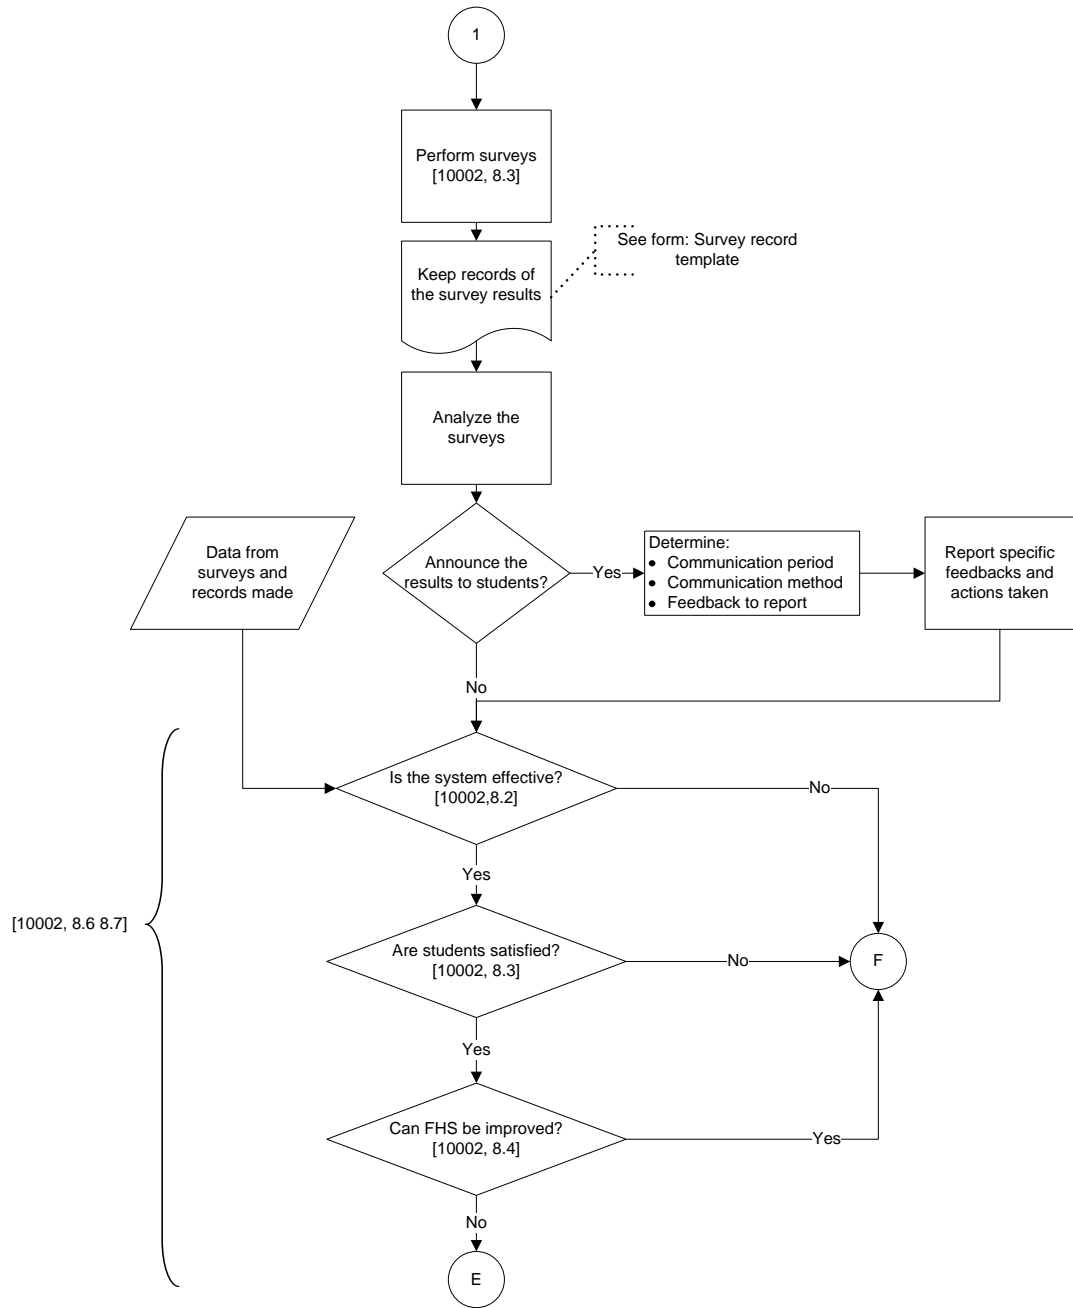 1
Perform surveys
[10002, 8.3]
See form: Survey record
template
Keep records of
the survey results
Analyze the
surveys
Data from
surveys and
records made
Announce the
results to students?
Yes
Determine:
● Communication period
● Communication method
● Feedback to report
Report specific
feedbacks and
actions taken
No
Is the system effective?
[10002,8.2]
No
Yes
[10002, 8.6 8.7]
Are students satisfied?
[10002, 8.3]
No
F
Yes
Can FHS be improved?
[10002, 8.4]
Yes
No
E